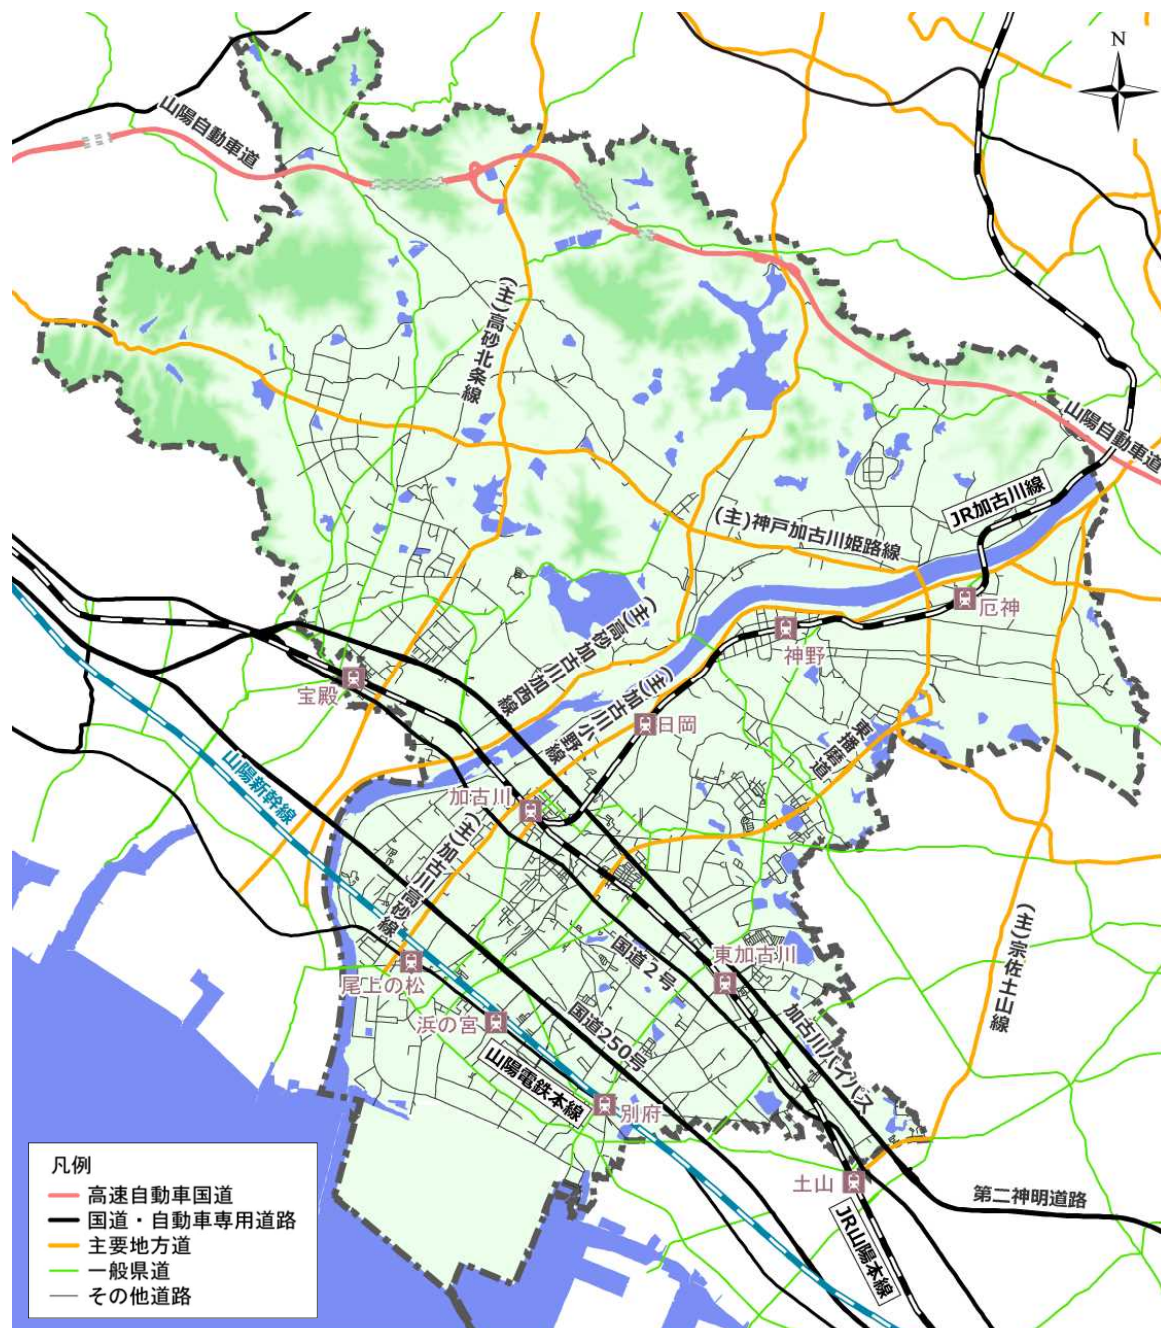 N
山陽自動車道
(主)高砂北条線
山陽自動車道
JR加古川線
(主)神戸加古川姫路線
厄神
神野
(主)高砂加古川加西線
(主)加古川小野線
宝殿
日岡
東播磨道
山陽新幹線
加古川
(主)加古川高砂線
(主)宗佐土山線
国道2号
東加古川
尾上の松
浜の宮
国道250号
加古川バイパス
山陽電鉄本線
別府
土山
第二神明道路
JR山陽本線
凡例
高速自動車国道
国道・自動車専用道路
主要地方道
一般県道
その他道路